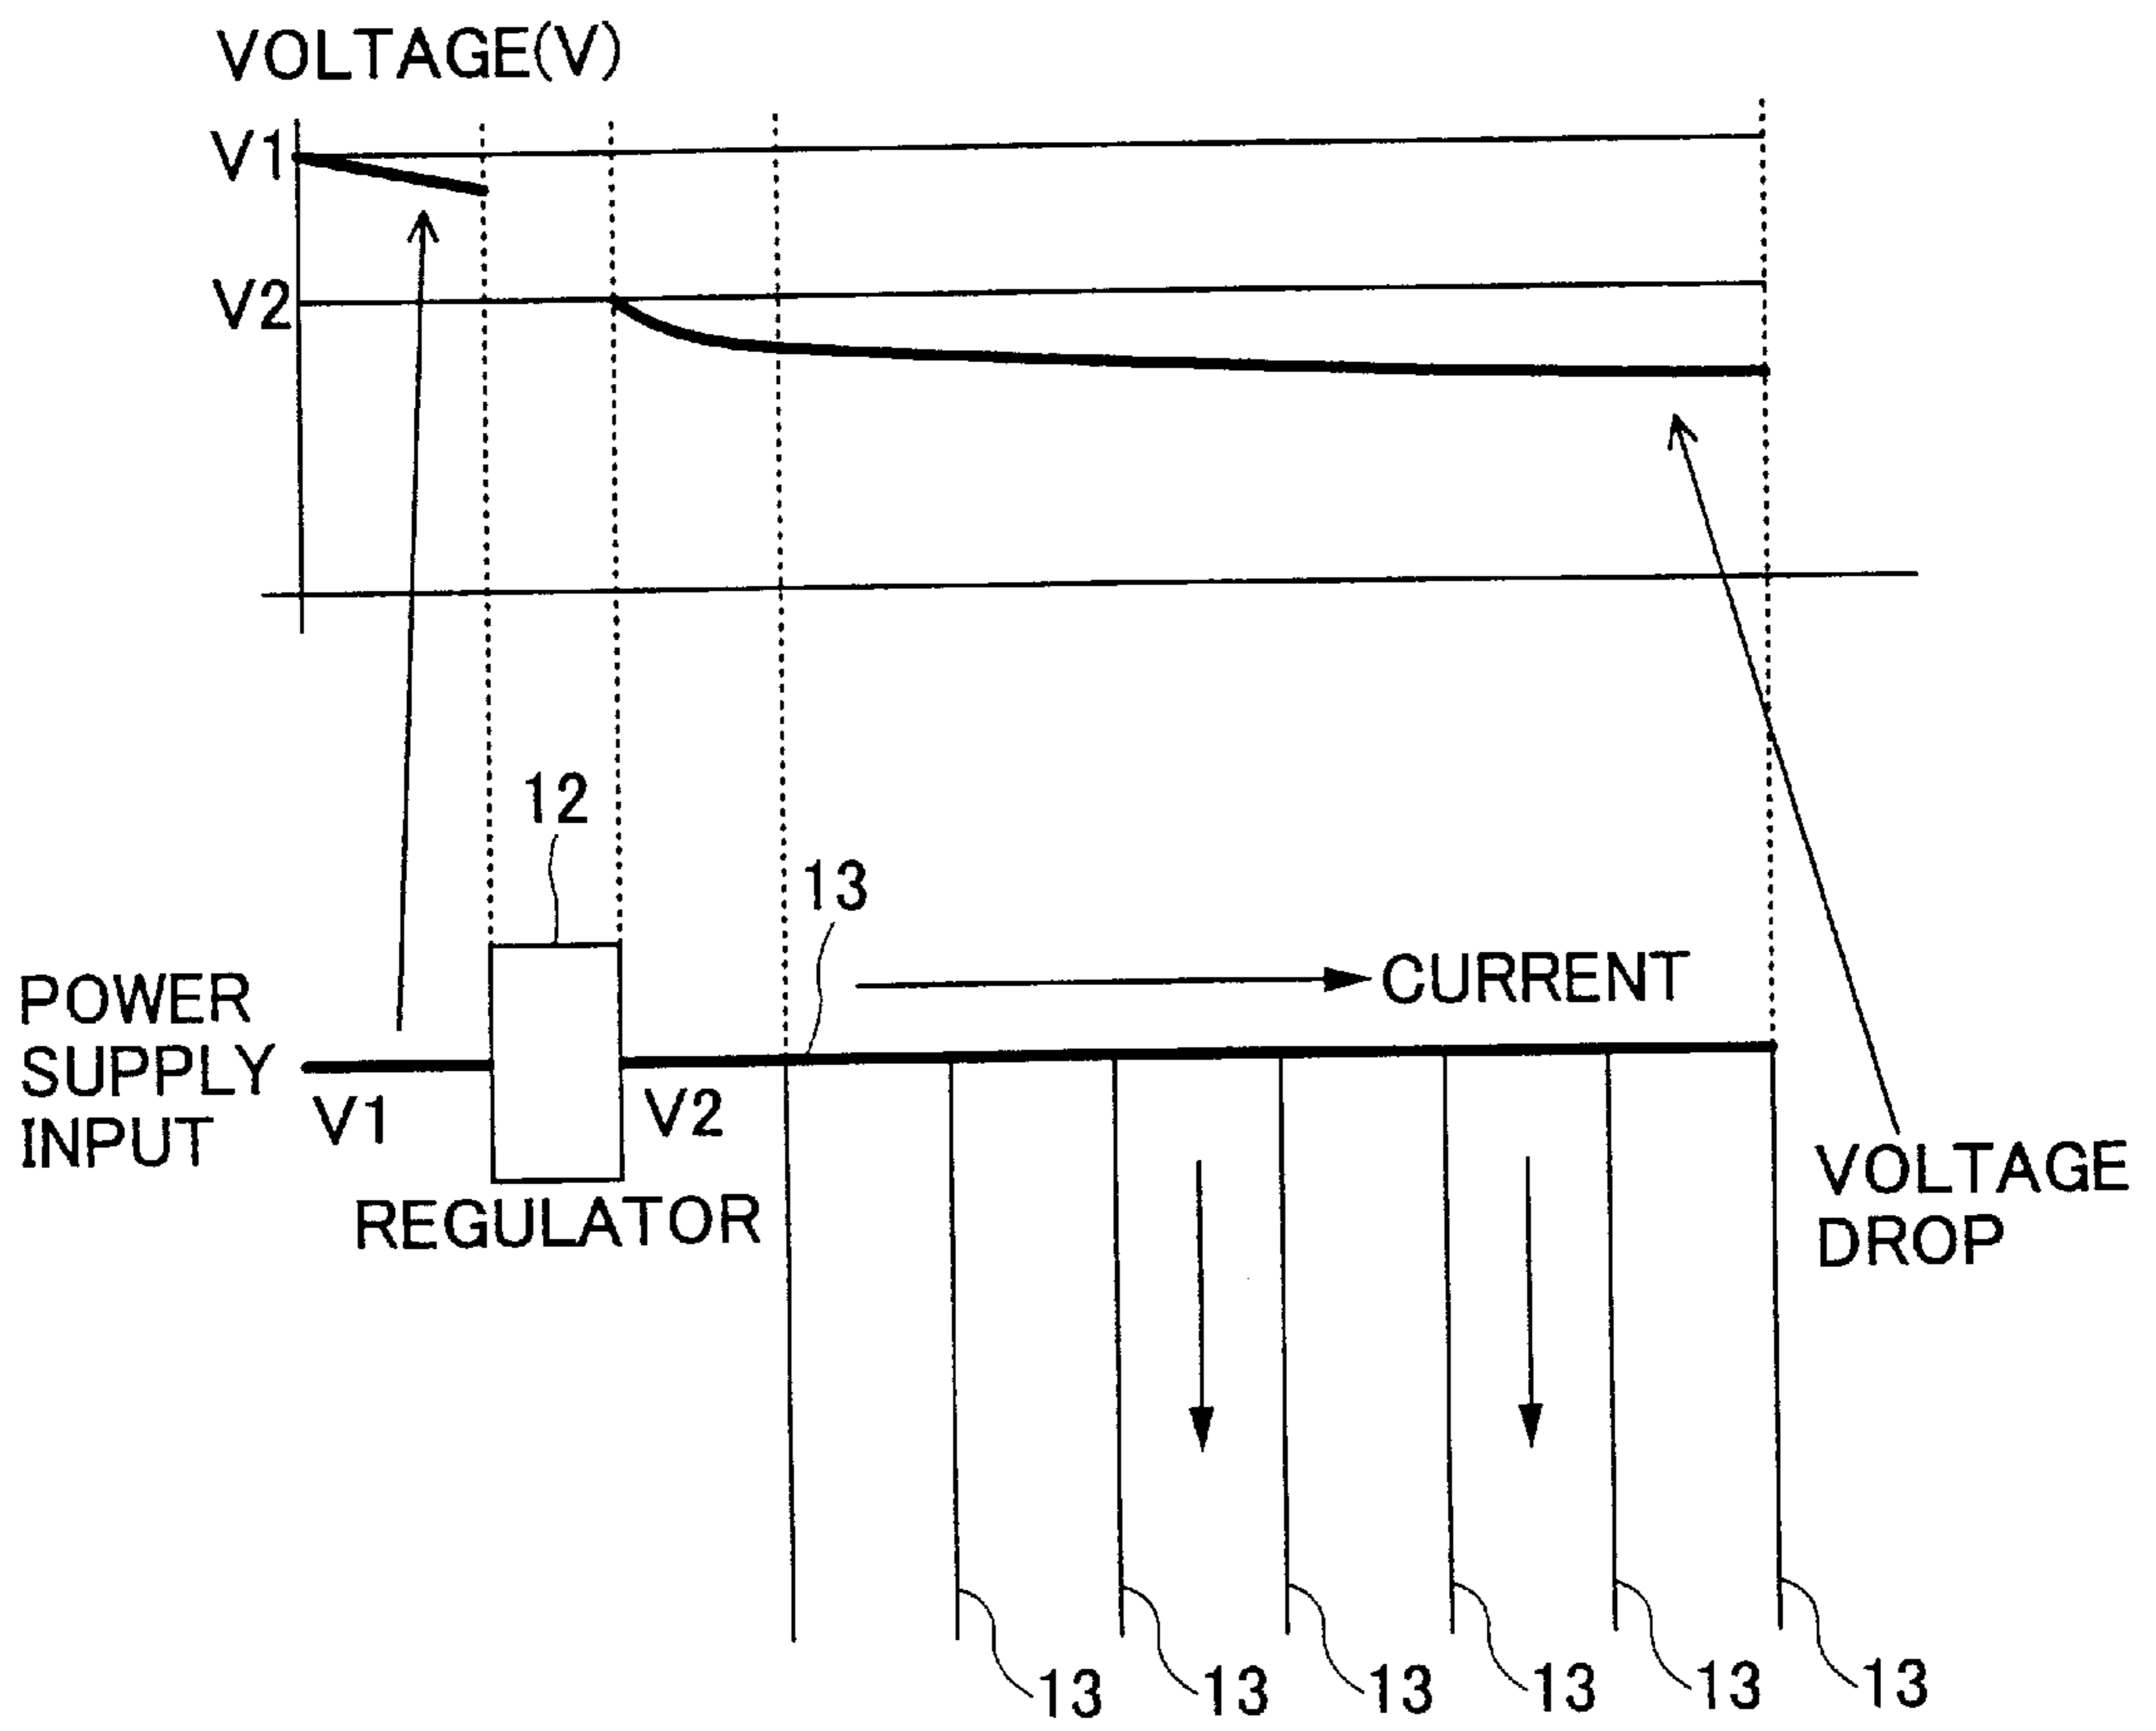 VOLTAGE(V)
V1
V2
12
13
CURRENT
POWER
SUPPLY
INPUT
V1
V2
REGULATOR
VOLTAGE
DROP
13
13
13
13
13
13